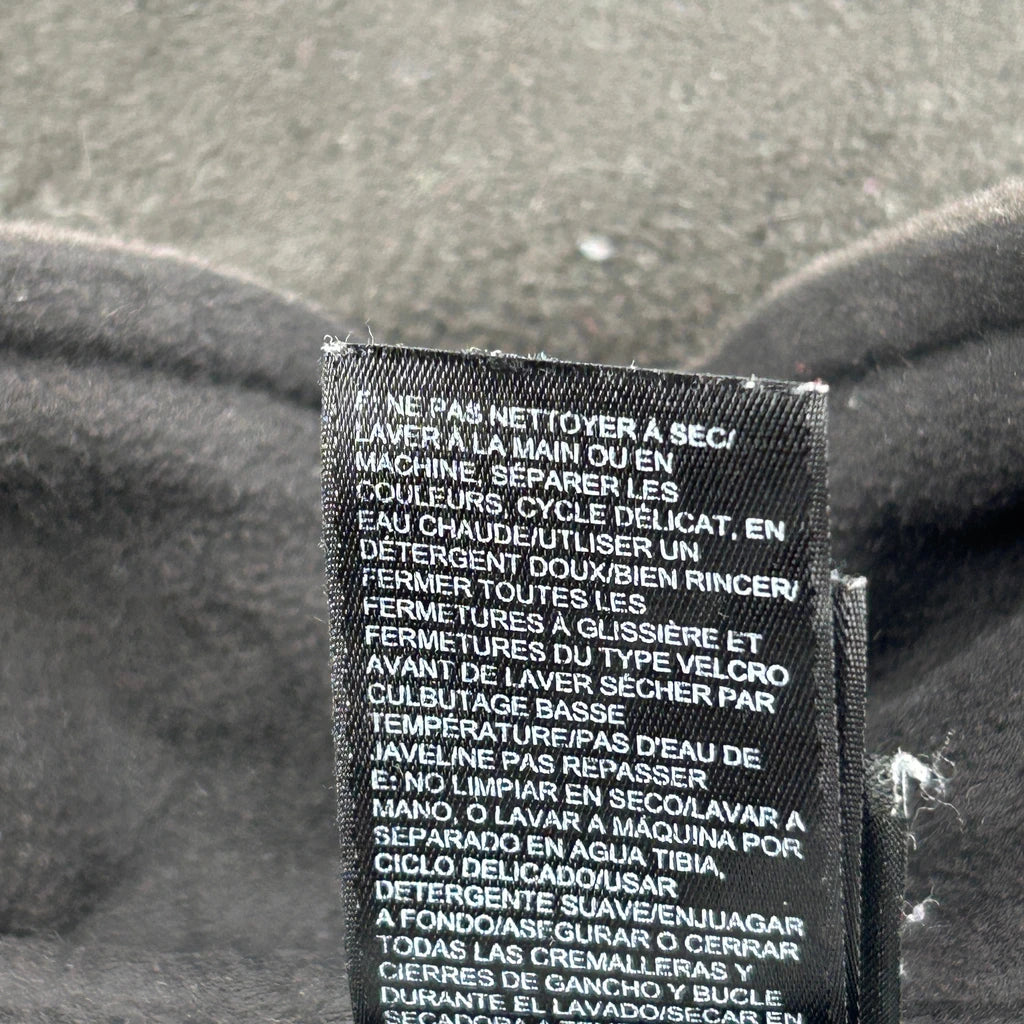 F: NE PAS NETTOYER À SEC/
LAVER À LA MAIN OU EN
MACHINE, SÉPARER LES
COULEURS, CYCLE DÉLICAT, EN
EAU CHAUDE/UTLISER UN
DÉTERGENT DOUX/BIEN RINCER/
FERMER TOUTES LES
FERMETURES À GLISSIÈRE ET
FERMETURES DU TYPE VELCRO
AVANT DE LAVER SÉCHER PAR
CULBUTAGE BASSE
TEMPÉRATURE/PAS D'EAU DE
JAVEL/NE PAS REPASSER
E: NO LIMPIAR EN SECO/LAVAR A
MANO, O LAVAR A MÁQUINA POR
SEPARADO EN AGUA TIBIA,
CICLO DELICADO/USAR
DETERGENTE SUAVE/ENJUAGAR
A FONDO/ASEGURAR O CERRAR
TODAS LAS CREMALLERAS Y
CIERRES DE GANCHO Y BUCLE
DURANTE EL LAVADO/SECAR EN
SECADORA A